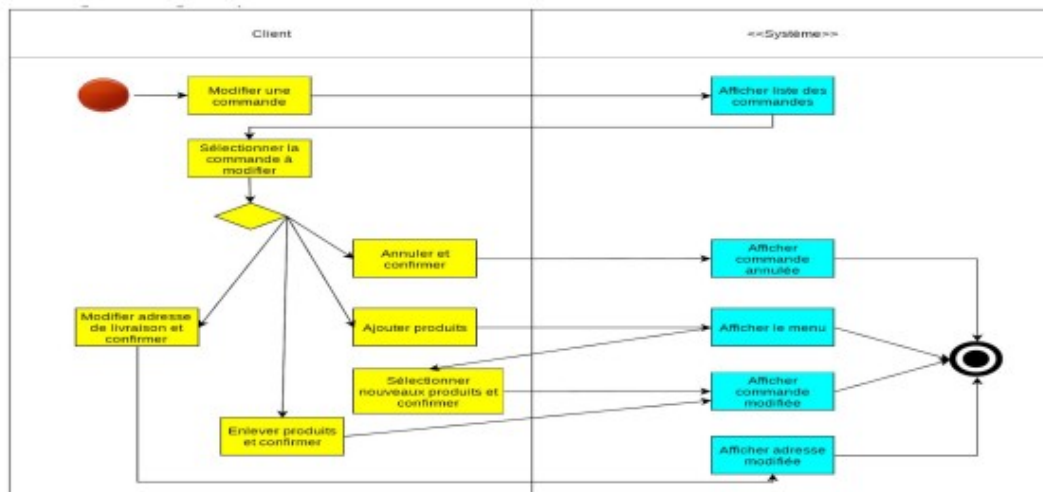 Client
<<Système>>
Modifier une
commande
Afficher liste des
commandes
Sélectionner la
commande à
modifier
Annuler et
confirmer
Afficher
commande
annulée
Modifier adresse
de livraison et
confirmer
Ajouter produits
Afficher le menu
Sélectionner
nouveaux produits et
confirmer
Afficher
commande
modifiée
Enlever produits
et confirmer
Afficher adresse
modifiée